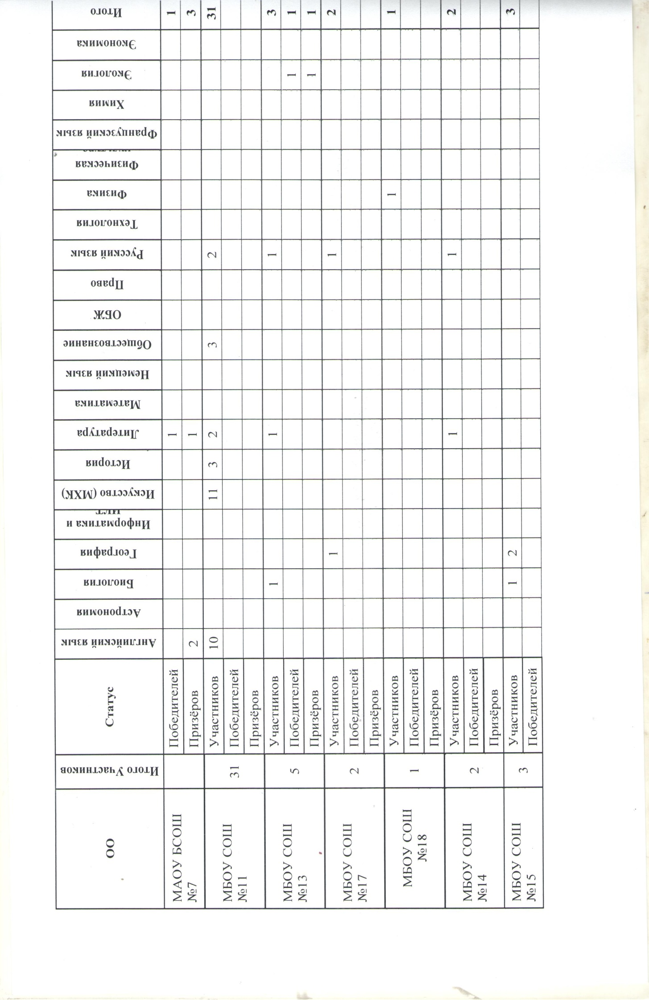 ОО Итого Участников Статус Английский язык Астрономия Биология География Информатика и ИКТ Искусство (МХК) История Литература Математика Немецкий язык Обществознание ОБЖ Право Русский язык Технология Физика Физическая Французский язык Химия Экология Экономика Итого
МАОУ БСОШ
№7
Победителей 1 1
Призёров 2 1 3
МБОУ СОШ
№11
31
Участников 10 11 3 2 3 2 31
Победителей
Призёров
МБОУ СОШ
№13
5
Участников 1 1 1 3
Победителей 1 1
Призёров 1 1
МБОУ СОШ
№17
2
Участников 1 1 2
Победителей
Призёров
МБОУ СОШ
№18
1
Участников 1 1
Победителей
Призёров
МБОУ СОШ
№14
2
Участников 1 1 2
Победителей
Призёров
МБОУ СОШ
№15
3
Участников 1 2 3
Победителей